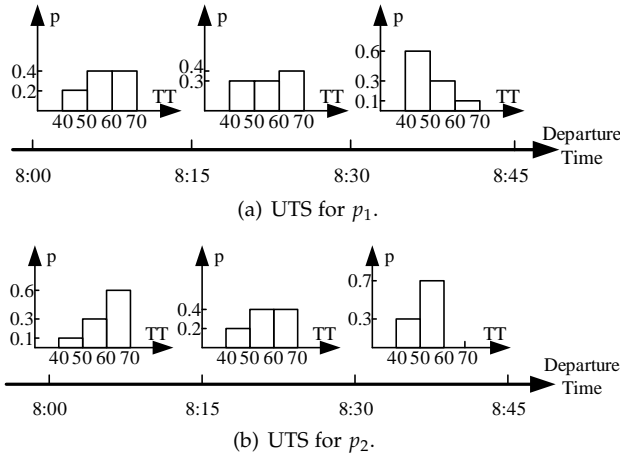 p p p
0.4 0.2 TT 40 50 60 70
0.4 0.3 TT 40 50 60 70
0.6 0.3 0.1 TT 40 50 60 70
Departure Time
8:00 8:15 8:30 8:45
(a) UTS for p₁.
p p p
0.6 0.3 0.1 TT 40 50 60 70
0.4 0.2 TT 40 50 60 70
0.7 0.3 TT 40 50 60 70
Departure Time
8:00 8:15 8:30 8:45
(b) UTS for p₂.